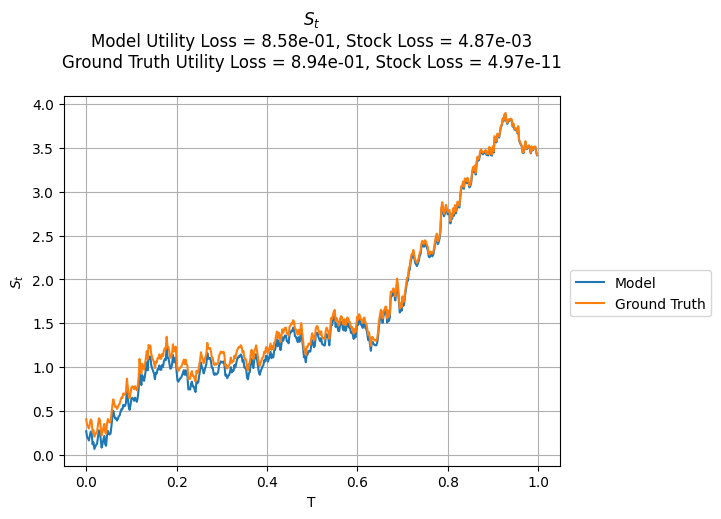 S_t
Model Utility Loss = 8.58e-01, Stock Loss = 4.87e-03
Ground Truth Utility Loss = 8.94e-01, Stock Loss = 4.97e-11
4.0
3.5
3.0
2.5
2.0
1.5
1.0
0.5
0.0
S_t
0.0 0.2 0.4 0.6 0.8 1.0
T
Model
Ground Truth